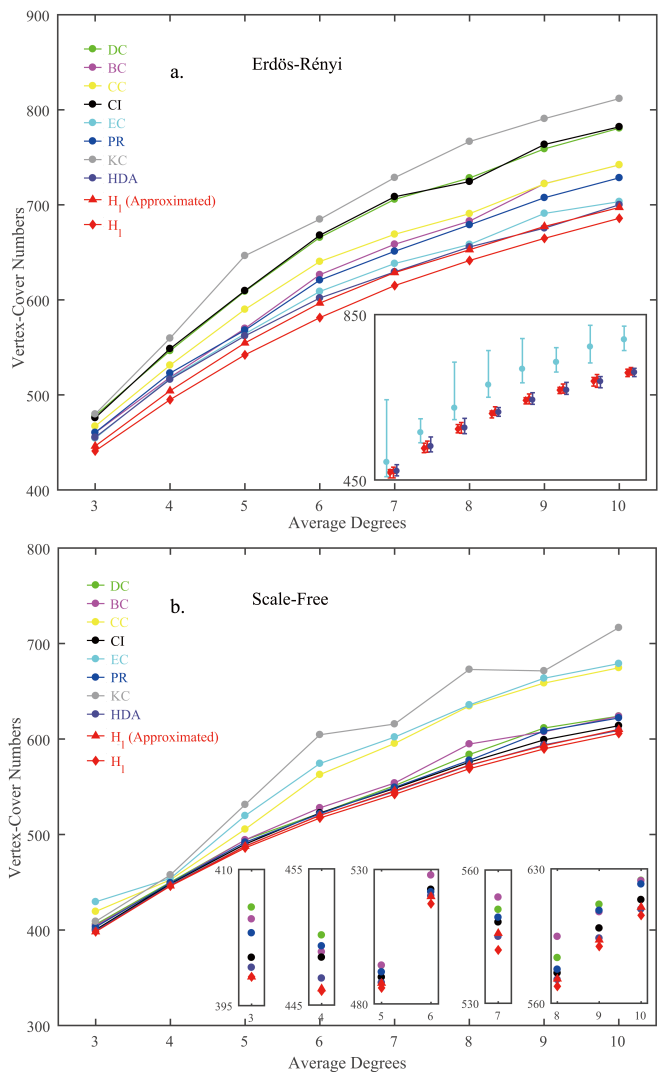 900
800
700
600
500
400
Vertex-Cover Numbers
DC
BC
CC
CI
EC
PR
KC
HDA
H_I (Approximated)
H_I
a.
Erdös-Rényi
850
450
3 4 5 6 7 8 9 10
Average Degrees
800
700
600
500
400
300
Vertex-Cover Numbers
DC
BC
CC
CI
EC
PR
KC
HDA
H_I (Approximated)
H_I
b.
Scale-Free
410
395
3
455
445
4
530
480
5 6
560
530
7
630
560
8 9 10
3 4 5 6 7 8 9 10
Average Degrees